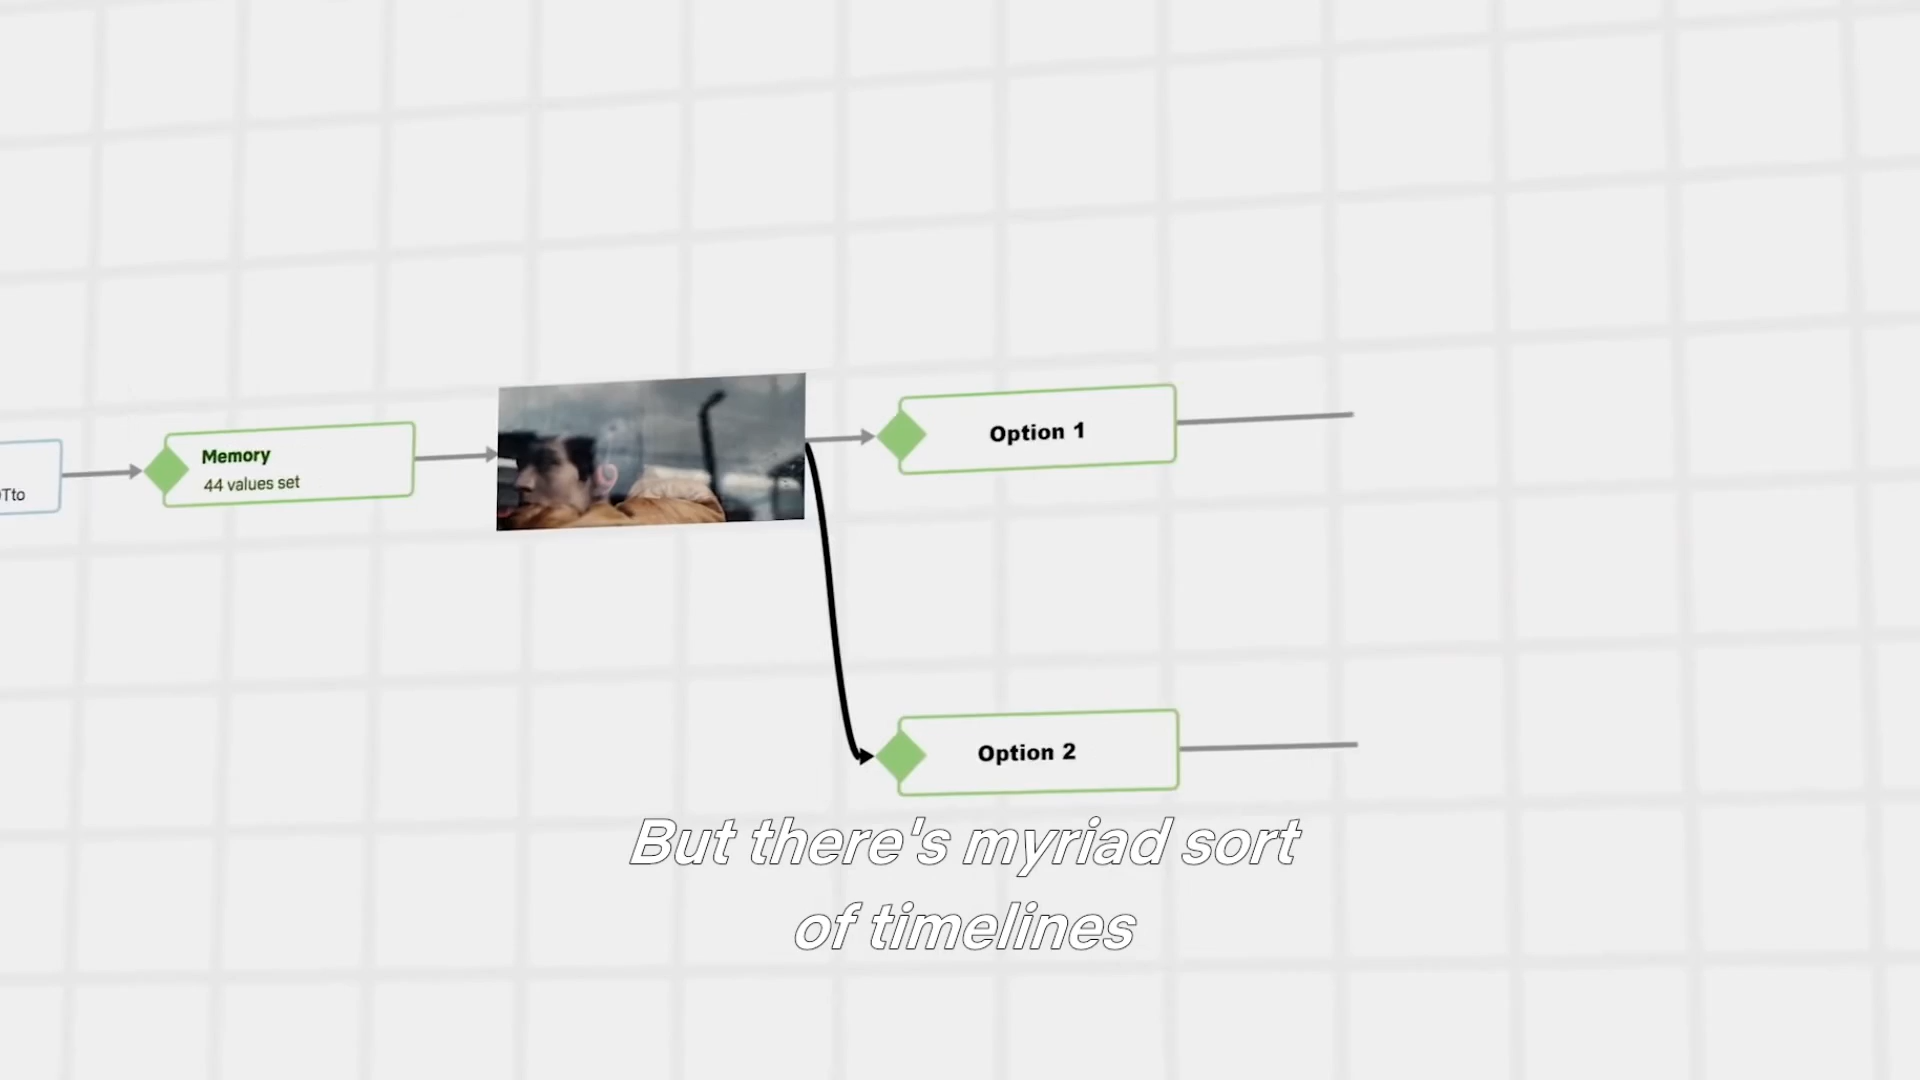 Memory
44 values set
Option 1
Option 2
But there's myriad sort
of timelines